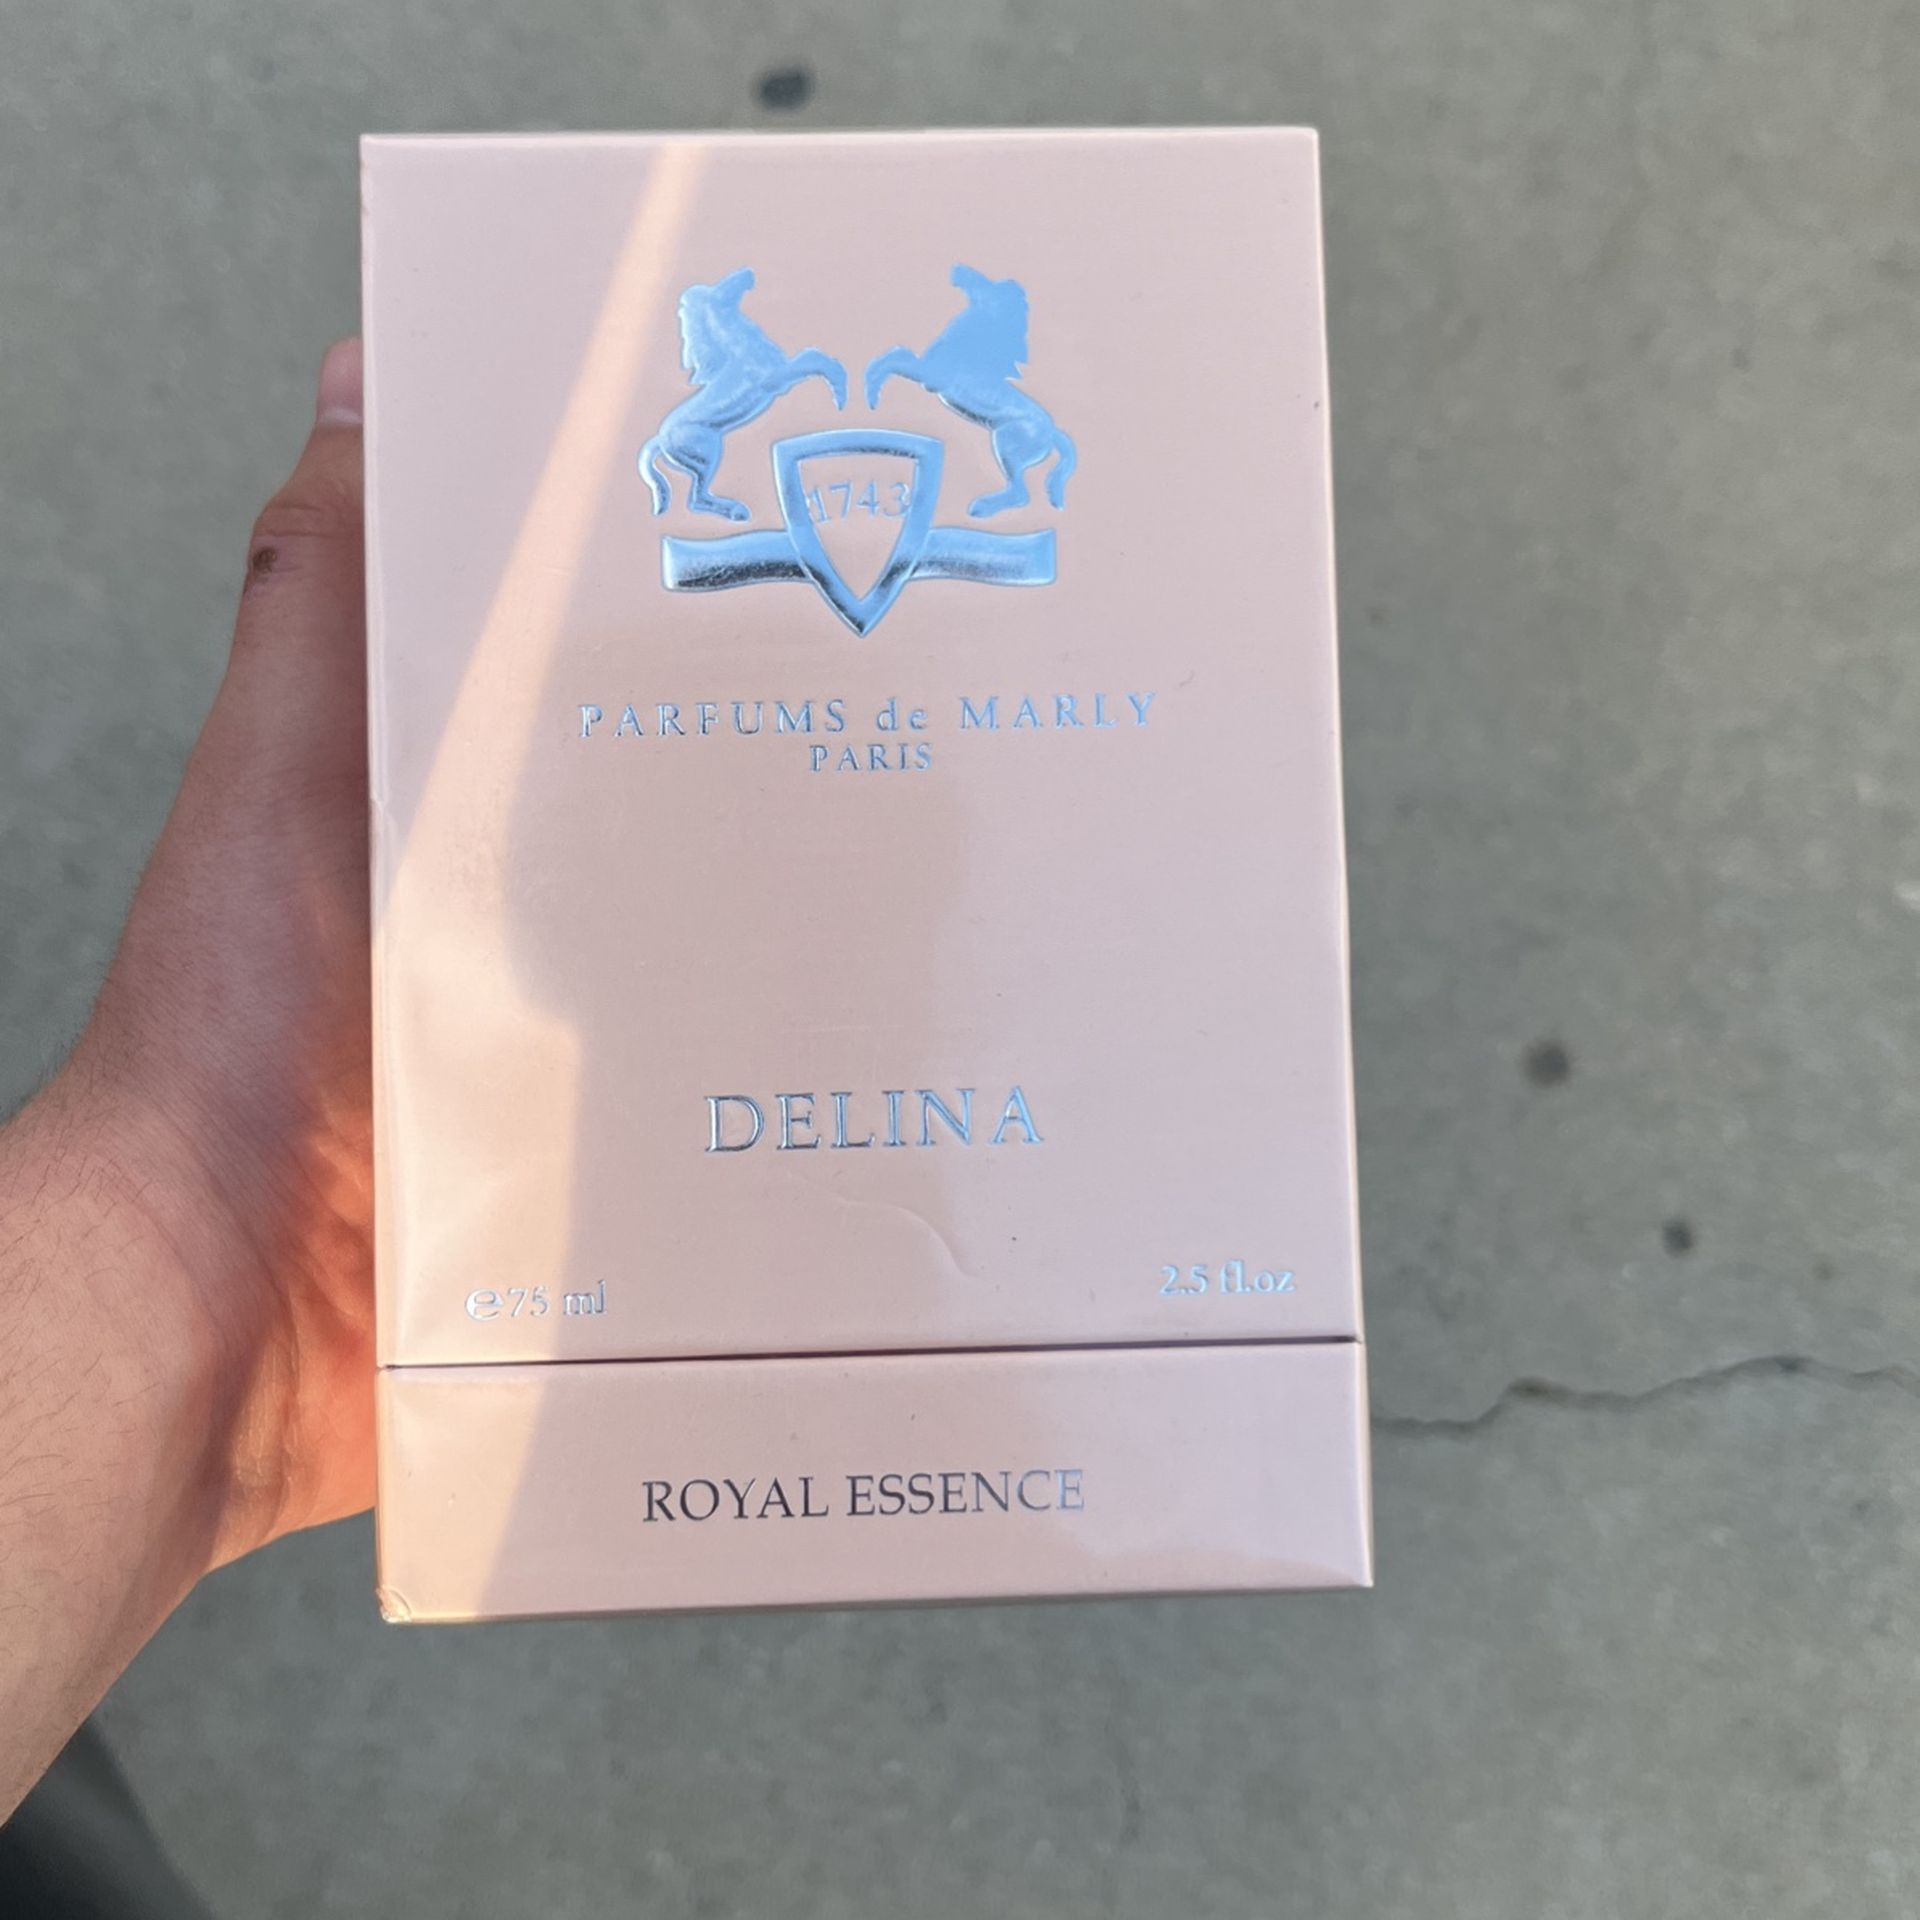 1743
PARFUMS de MARLY
PARIS
DELINA
℮75 ml 2.5 fl.oz
ROYAL ESSENCE